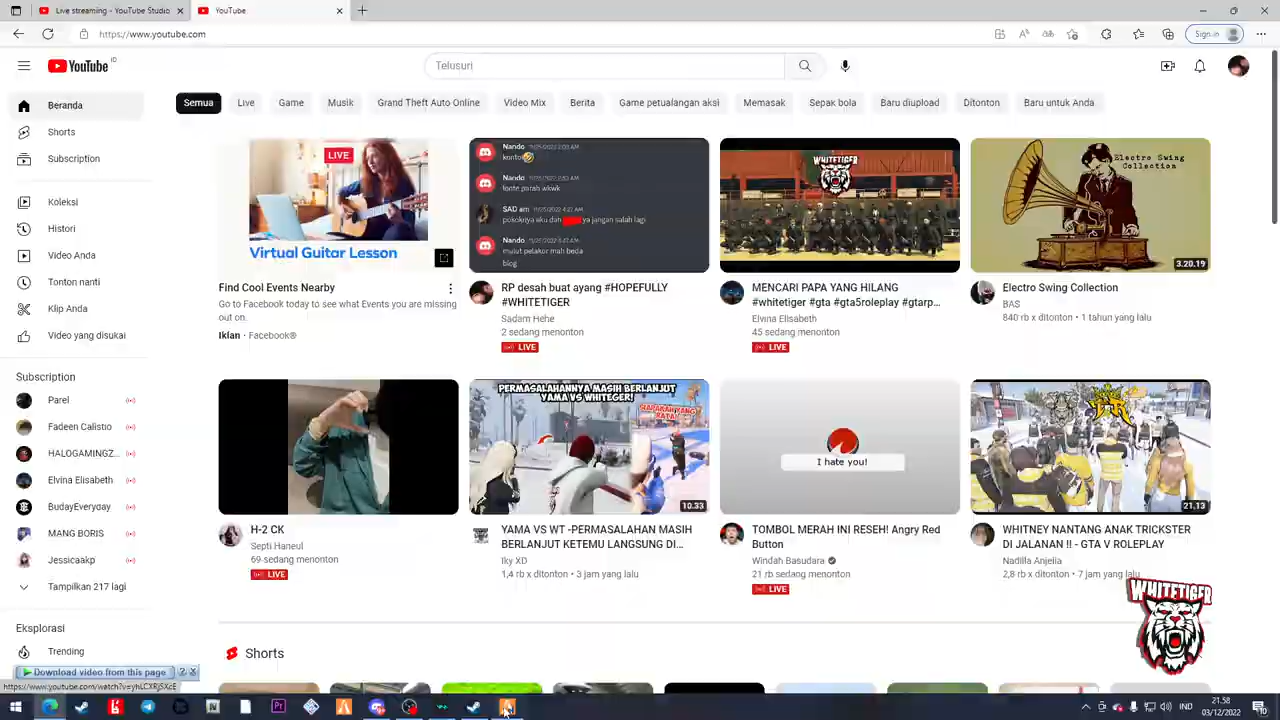 Live streaming - YouTube Studio
YouTube
https://www.youtube.com
Sign in
YouTube ID
Telusuri
Beranda
Shorts
Subscription
Koleksi
Histori
Video Anda
Tonton nanti
Klip Anda
Video yang disukai
Subscription
Parel
Fadeen Calistio
HALOGAMINGZ...
Elvina Elisabeth
BudayEveryday
MANG BORIS
Jessicaakp
Tampilkan 217 lagi
Eksplorasi
Trending
Semua
Live
Game
Musik
Grand Theft Auto Online
Video Mix
Berita
Game petualangan aksi
Memasak
Sepak bola
Baru diupload
Ditonton
Baru untuk Anda
LIVE
Virtual Guitar Lesson
Find Cool Events Nearby
Go to Facebook today to see what Events you are missing
out on.
Iklan · Facebook®
Nando
SAD am
Nando
RP desah buat ayang #HOPEFULLY
#WHITETIGER
Sadam Hehe
2 sedang menonton
LIVE
WHITETIGER
MENCARI PAPA YANG HILANG
#whitetiger #gta #gta5roleplay #gtarp...
Elvina Elisabeth
45 sedang menonton
LIVE
Electro Swing
Collection
3.20.19
Electro Swing Collection
BAS
840 rb x ditonton • 1 tahun yang lalu
H-2 CK
Septi Haneul
69 sedang menonton
LIVE
PERMASALAHANNYA MASIH BERLANJUT
YAMA VS WHITEGER!
10.33
YAMA VS WT -PERMASALAHAN MASIH
BERLANJUT KETEMU LANGSUNG DI...
Iky XD
1,4 rb x ditonton • 3 jam yang lalu
I hate you!
TOMBOL MERAH INI RESEH! Angry Red
Button
Windah Basudara
21 rb sedang menonton
LIVE
21.13
WHITNEY NANTANG ANAK TRICKSTER
DI JALANAN !! - GTA V ROLEPLAY
Nadilla Anjelia
2,8 rb x ditonton • 7 jam yang lalu
WHITETIGER
Shorts
Download video from this page
IND
21.58
03/12/2022